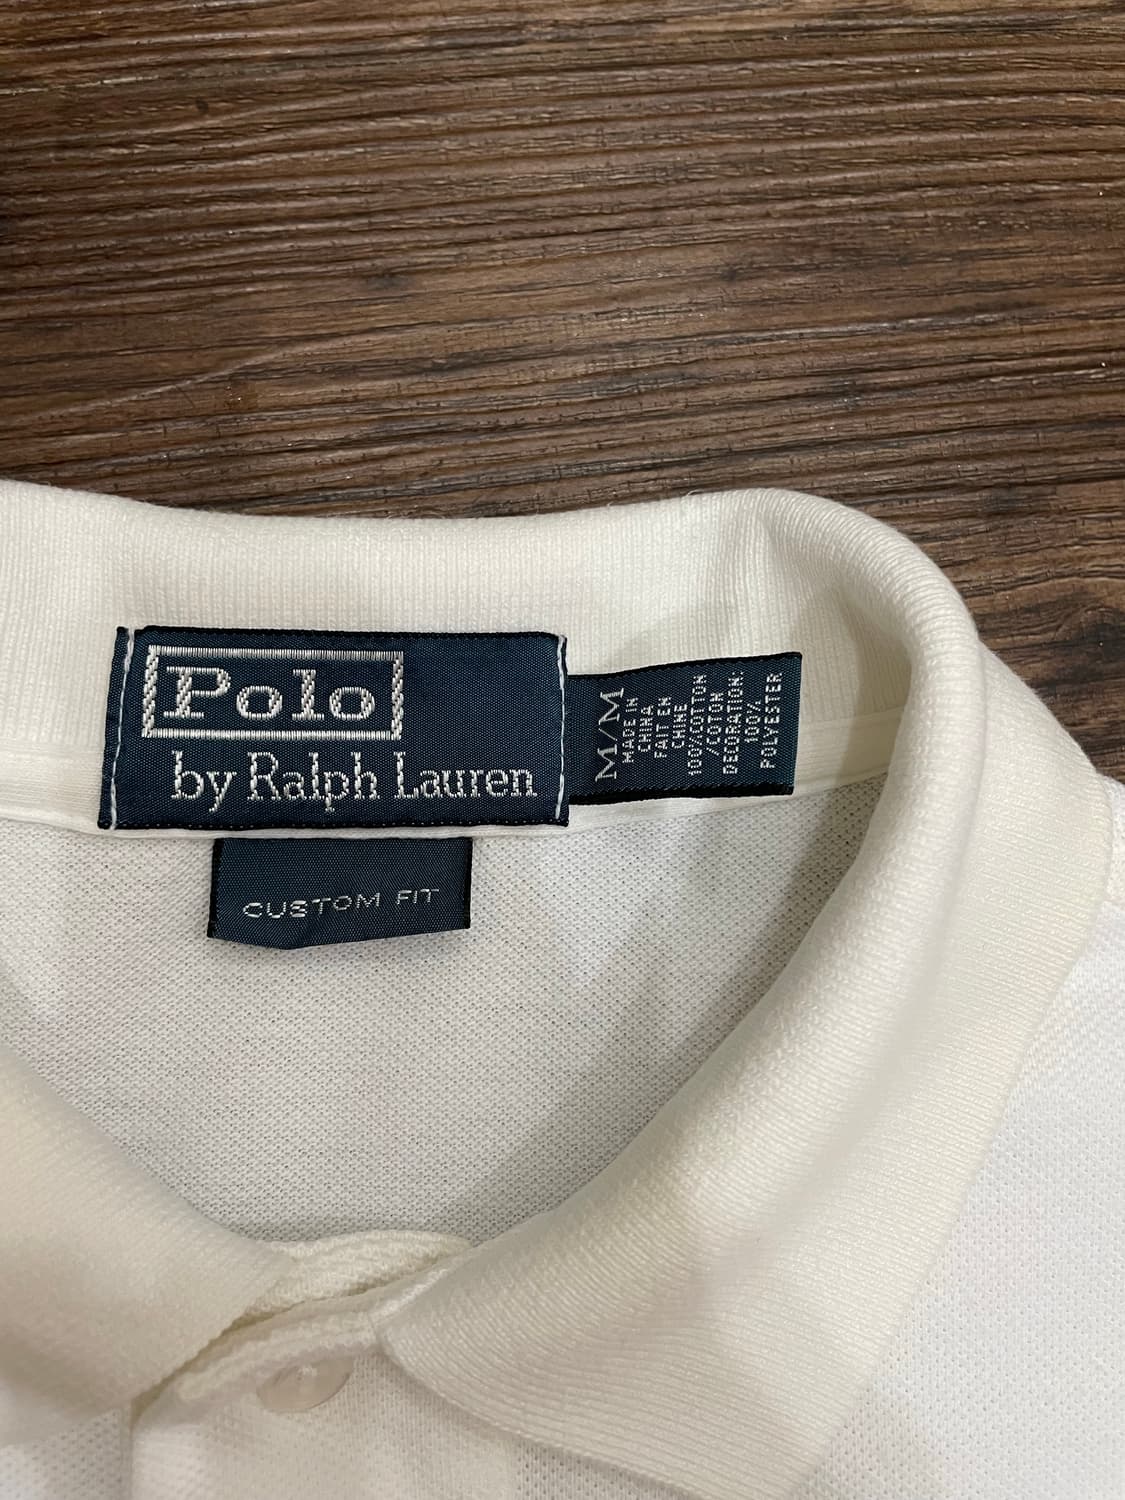 Polo
by Ralph Lauren
M/M
MADE IN
CHINA
FAIT EN
CHINE
100%COTTON
/COTON
DECORATION:
100%
POLYESTER
CUSTOM FIT